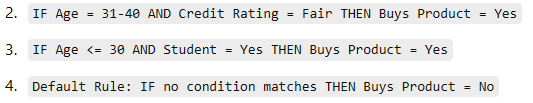 2. IF Age = 31-40 AND Credit Rating = Fair THEN Buys Product = Yes
3. IF Age <= 30 AND Student = Yes THEN Buys Product = Yes
4. Default Rule: IF no condition matches THEN Buys Product = No